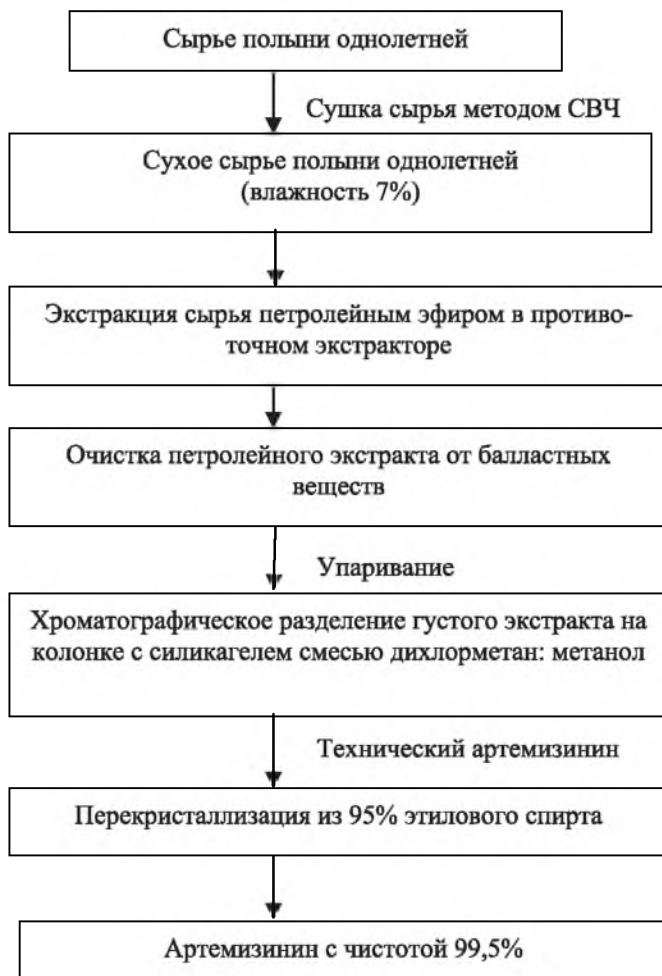 Сырье полыни однолетней
Сушка сырья методом СВЧ
Сухое сырье полыни однолетней
(влажность 7%)
Экстракция сырья петролейным эфиром в противо-
точном экстракторе
Очистка петролейного экстракта от балластных
веществ
Упаривание
Хроматографическое разделение густого экстракта на
колонке с силикагелем смесью дихлорметан: метанол
Технический артемизинин
Перекристаллизация из 95% этилового спирта
Артемизинин с чистотой 99,5%